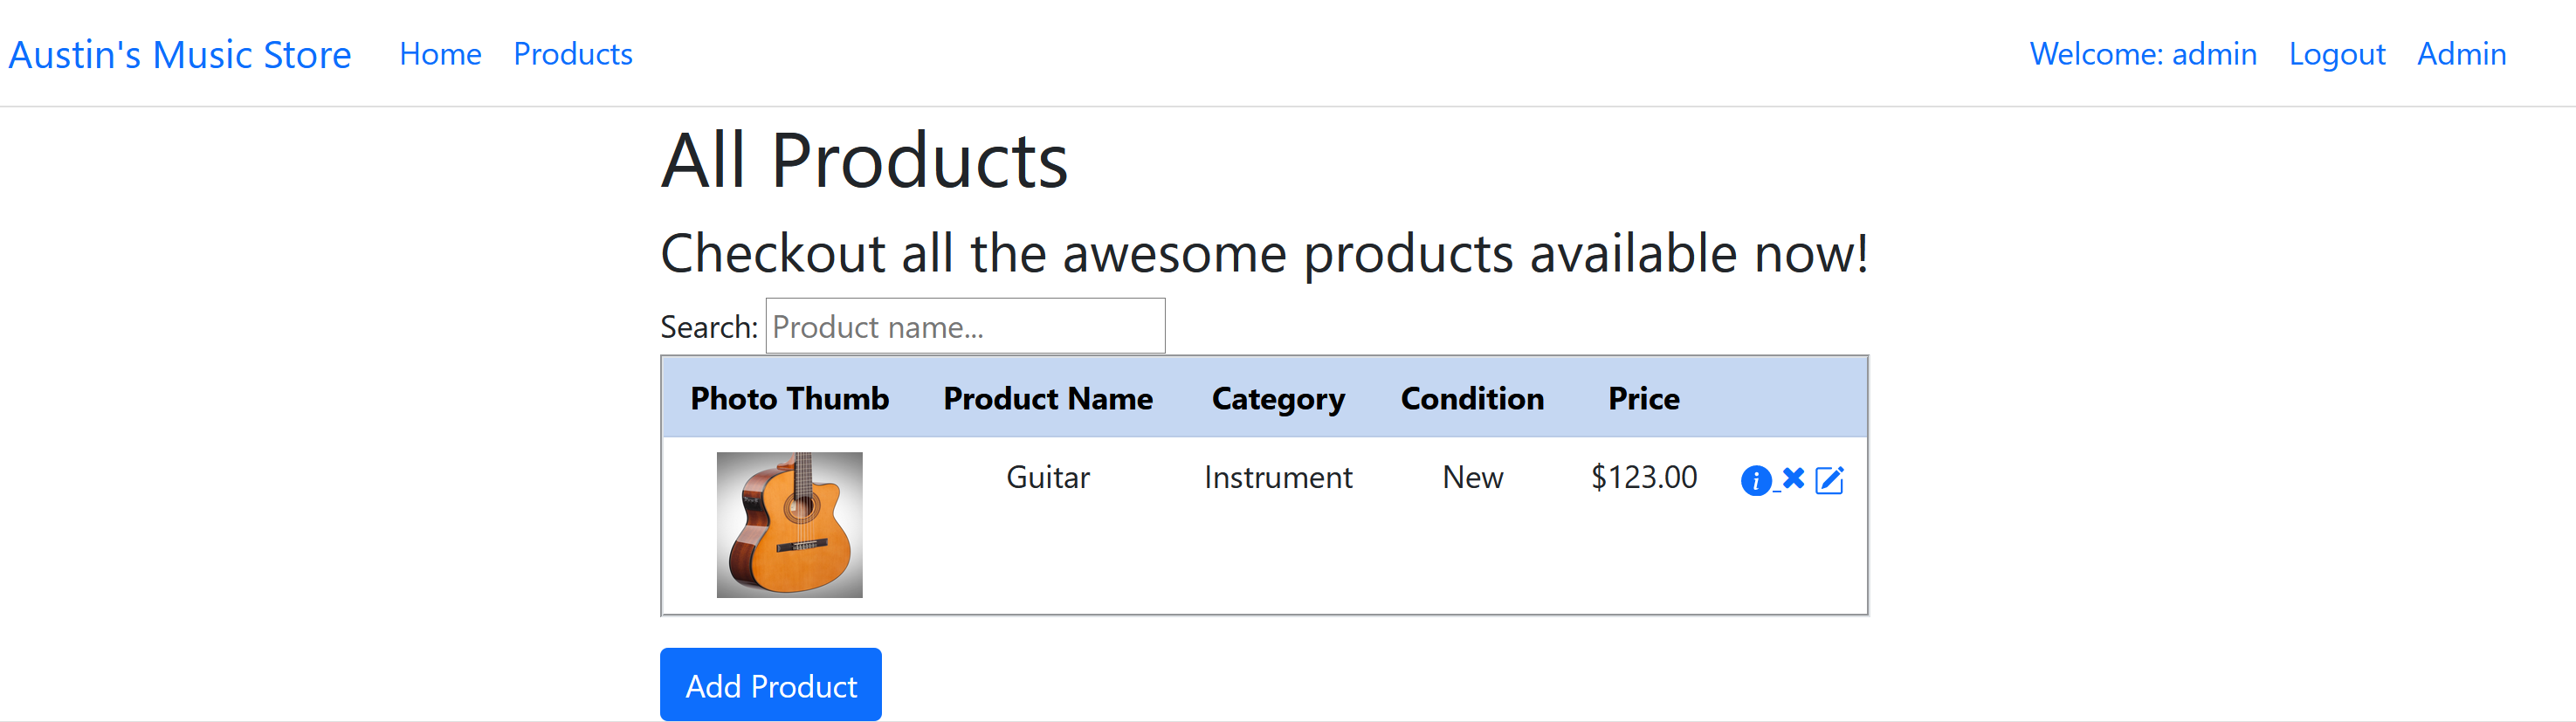 Austin's Music Store Home Products Welcome: admin Logout Admin
All Products
Checkout all the awesome products available now!
Search: Product name...
Photo Thumb Product Name Category Condition Price
Guitar Instrument New $123.00
Add Product